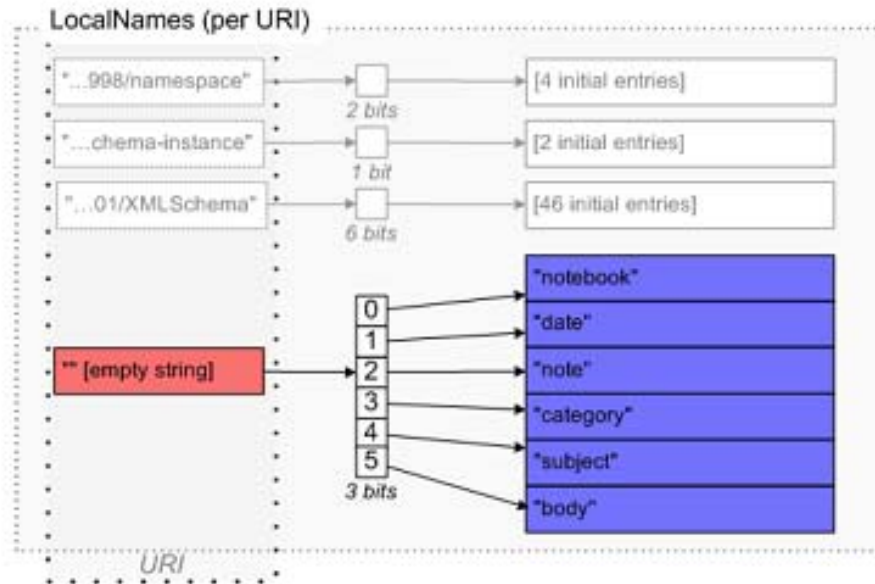 LocalNames (per URI)
"...998/namespace"
2 bits
[4 initial entries]
"...chema-instance"
1 bit
[2 initial entries]
"...01/XMLSchema"
6 bits
[46 initial entries]
"" [empty string]
0
1
2
3
4
5
3 bits
"notebook"
"date"
"note"
"category"
"subject"
"body"
URI